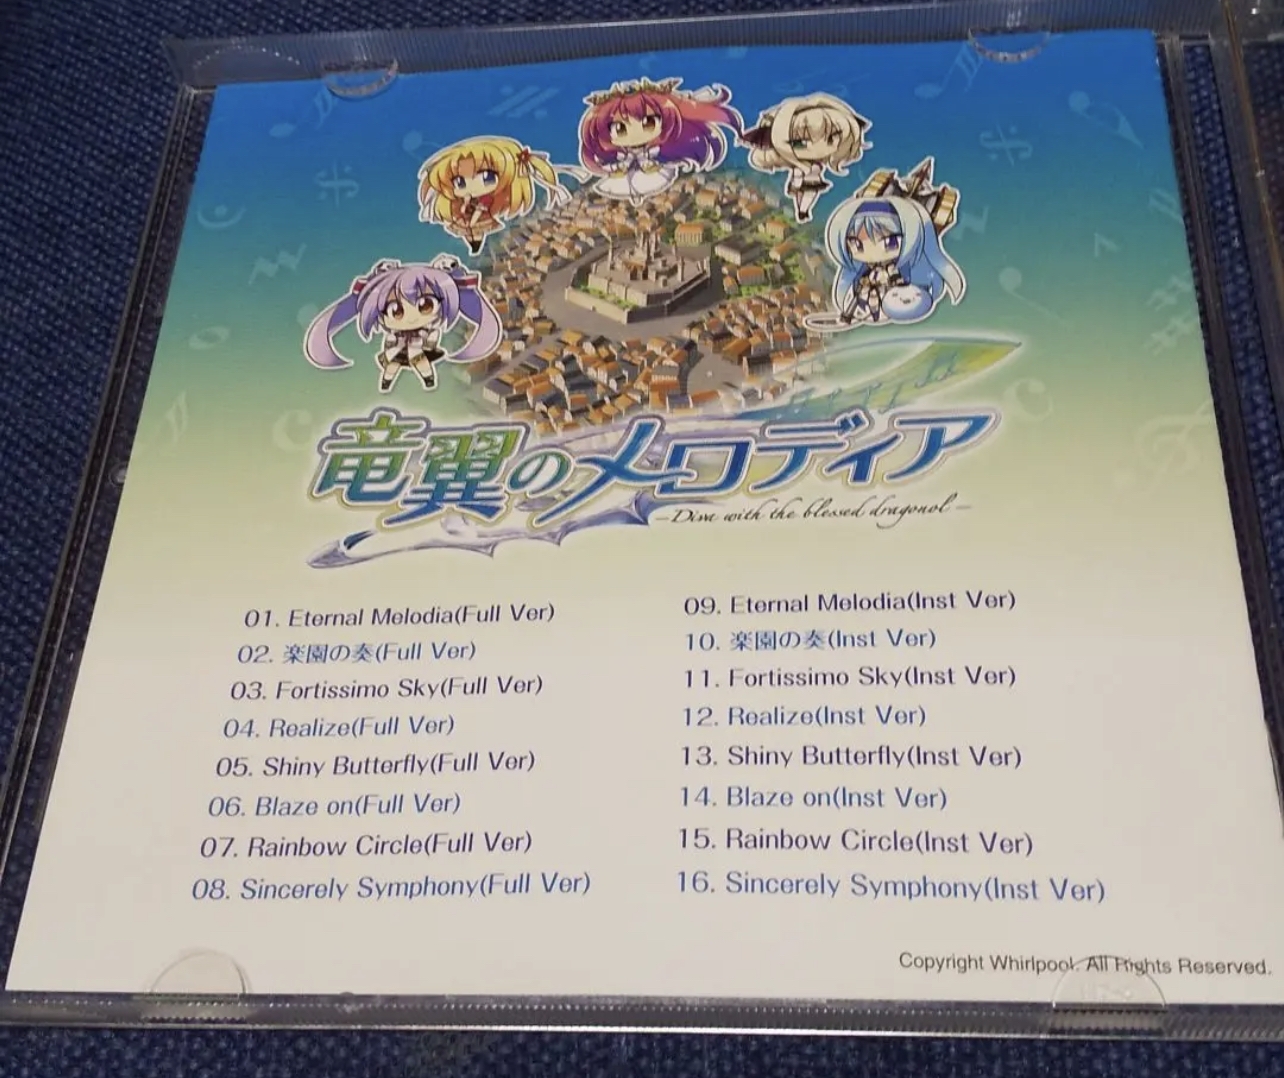 竜翼のメロディア
-Diva with the blessed dragonol-
01. Eternal Melodia(Full Ver)
02. 楽園の奏(Full Ver)
03. Fortissimo Sky(Full Ver)
04. Realize(Full Ver)
05. Shiny Butterfly(Full Ver)
06. Blaze on(Full Ver)
07. Rainbow Circle(Full Ver)
08. Sincerely Symphony(Full Ver)
09. Eternal Melodia(Inst Ver)
10. 楽園の奏(Inst Ver)
11. Fortissimo Sky(Inst Ver)
12. Realize(Inst Ver)
13. Shiny Butterfly(Inst Ver)
14. Blaze on(Inst Ver)
15. Rainbow Circle(Inst Ver)
16. Sincerely Symphony(Inst Ver)
Copyright Whirlpool. All Rights Reserved.